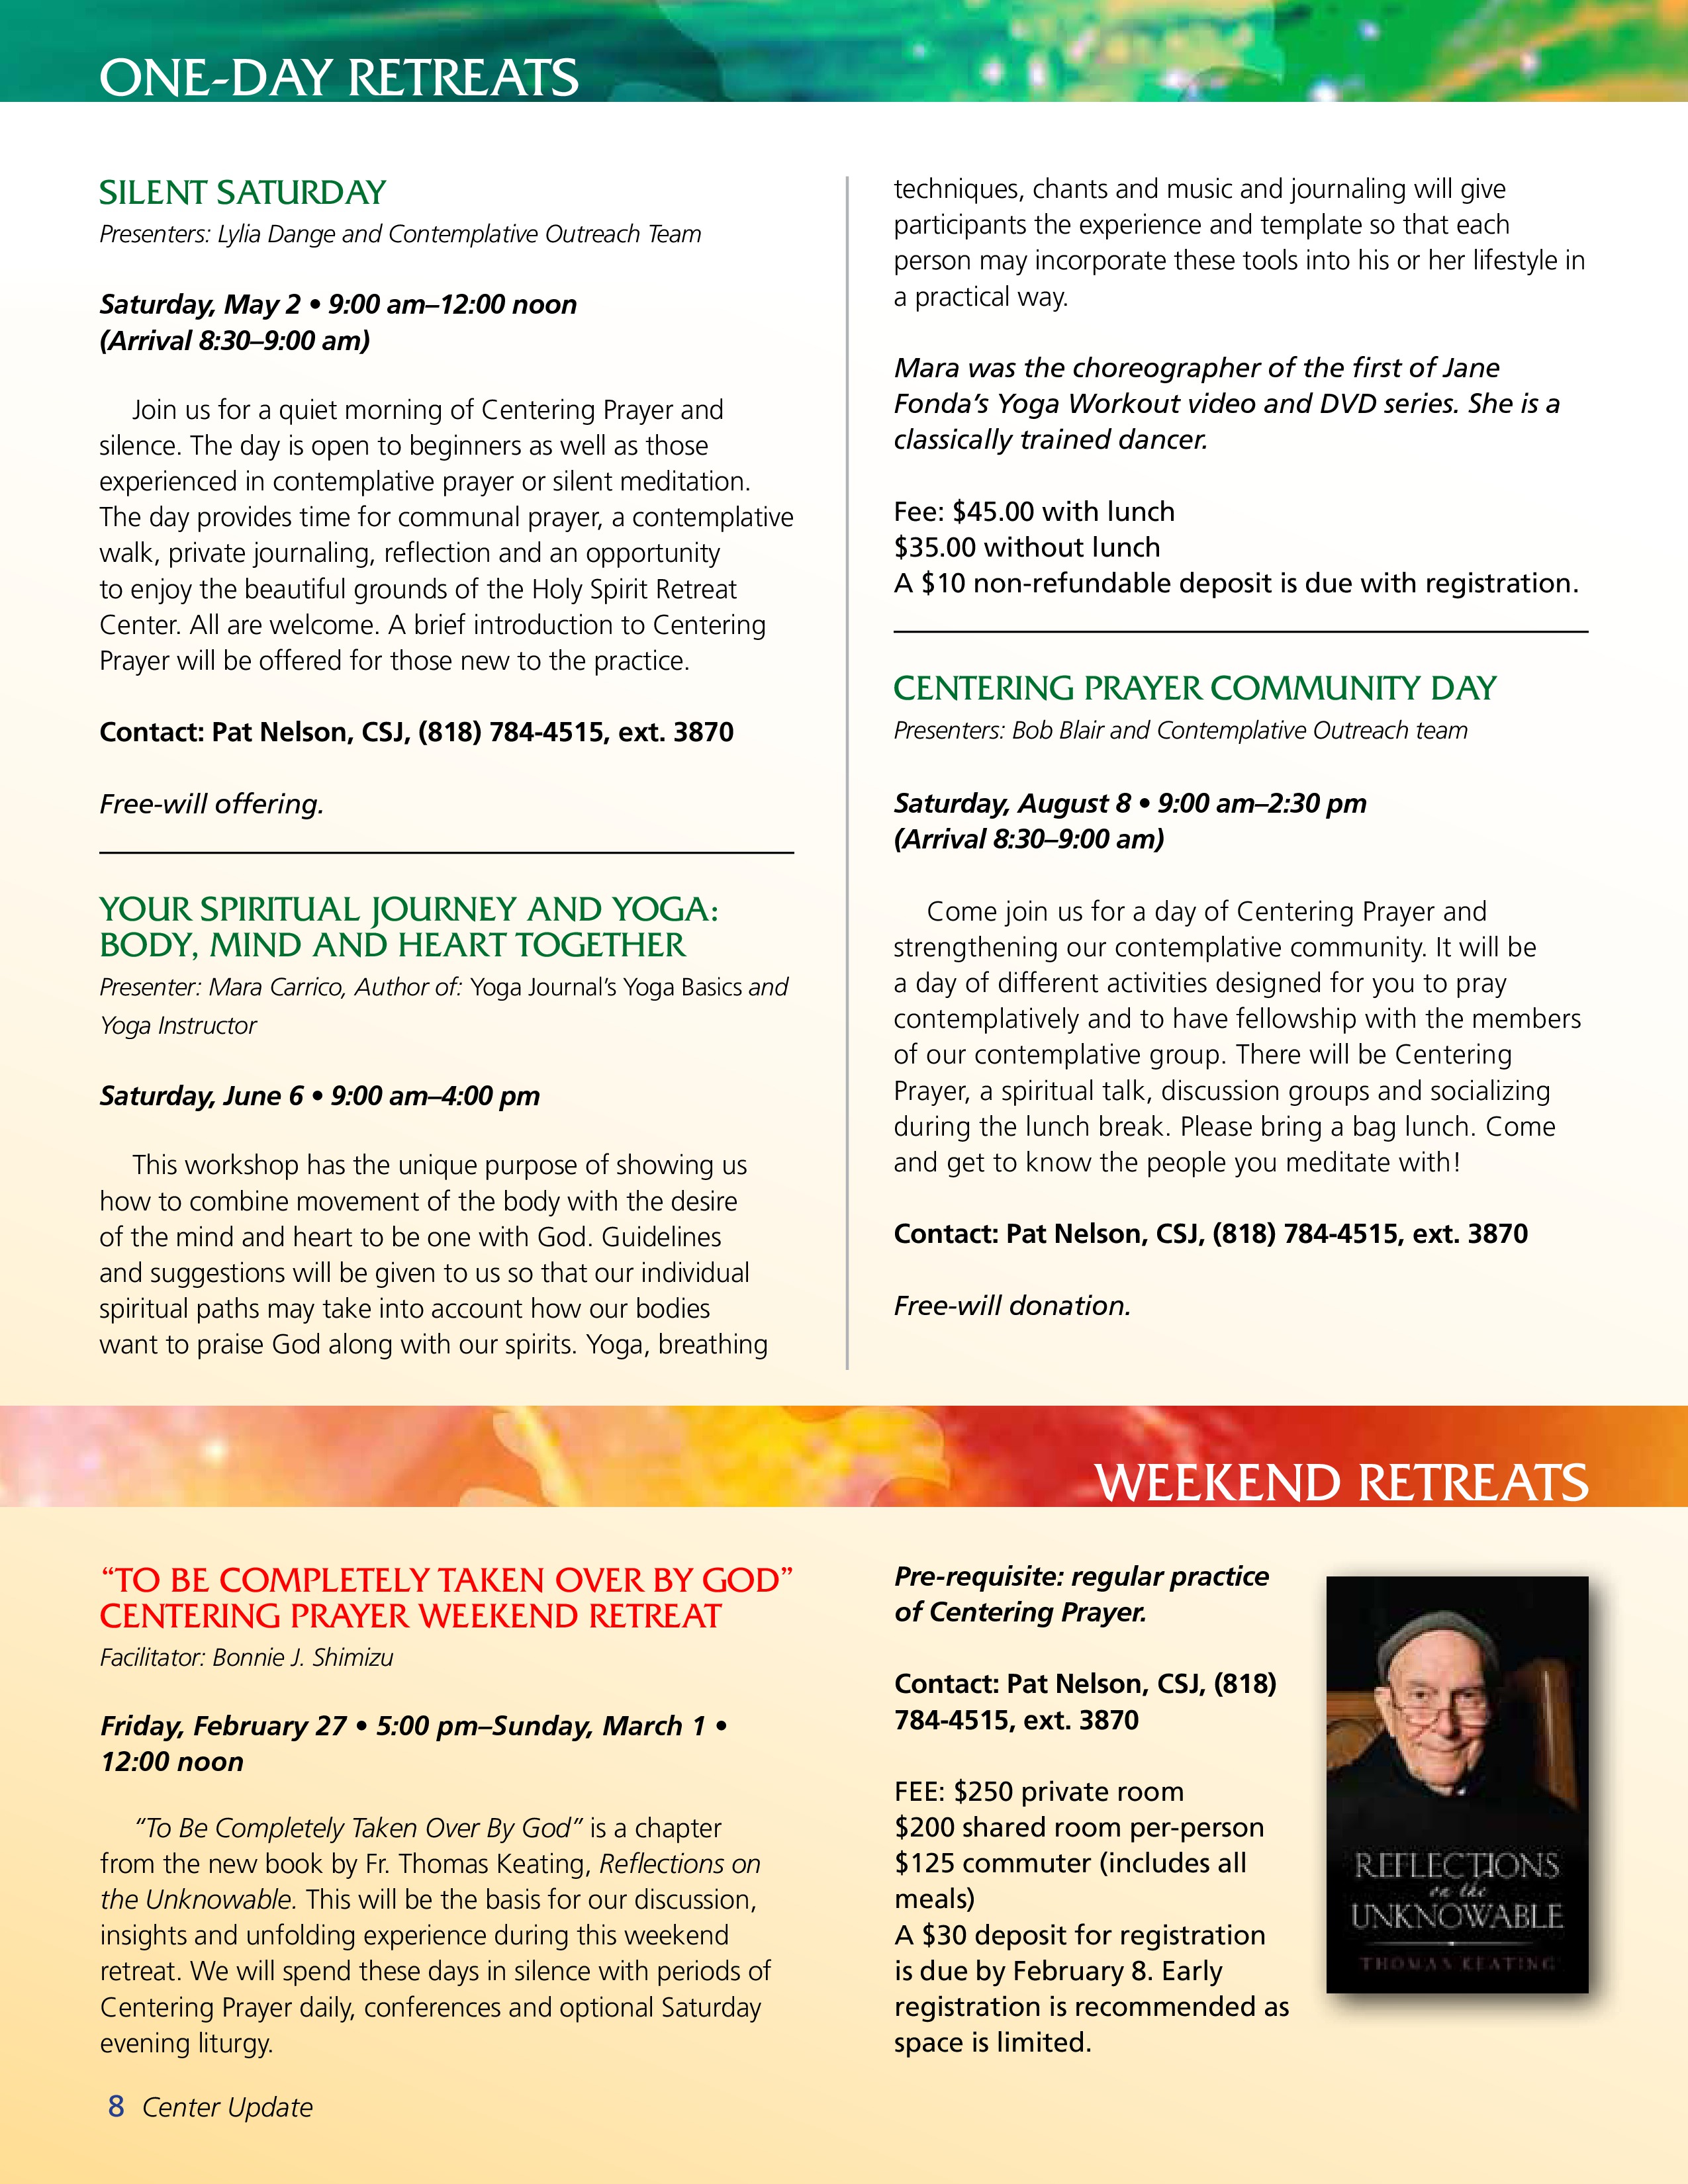 ONE-DAY RETREATS
SILENT SATURDAY
Presenters: Lylia Dange and Contemplative Outreach Team
Saturday, May 2 • 9:00 am–12:00 noon
(Arrival 8:30–9:00 am)
Join us for a quiet morning of Centering Prayer and
silence. The day is open to beginners as well as those
experienced in contemplative prayer or silent meditation.
The day provides time for communal prayer, a contemplative
walk, private journaling, reflection and an opportunity
to enjoy the beautiful grounds of the Holy Spirit Retreat
Center. All are welcome. A brief introduction to Centering
Prayer will be offered for those new to the practice.
Contact: Pat Nelson, CSJ, (818) 784-4515, ext. 3870
Free-will offering.
YOUR SPIRITUAL JOURNEY AND YOGA:
BODY, MIND AND HEART TOGETHER
Presenter: Mara Carrico, Author of: Yoga Journal’s Yoga Basics and
Yoga Instructor
Saturday, June 6 • 9:00 am–4:00 pm
This workshop has the unique purpose of showing us
how to combine movement of the body with the desire
of the mind and heart to be one with God. Guidelines
and suggestions will be given to us so that our individual
spiritual paths may take into account how our bodies
want to praise God along with our spirits. Yoga, breathing
techniques, chants and music and journaling will give
participants the experience and template so that each
person may incorporate these tools into his or her lifestyle in
a practical way.
Mara was the choreographer of the first of Jane
Fonda’s Yoga Workout video and DVD series. She is a
classically trained dancer.
Fee: $45.00 with lunch
$35.00 without lunch
A $10 non-refundable deposit is due with registration.
CENTERING PRAYER COMMUNITY DAY
Presenters: Bob Blair and Contemplative Outreach team
Saturday, August 8 • 9:00 am–2:30 pm
(Arrival 8:30–9:00 am)
Come join us for a day of Centering Prayer and
strengthening our contemplative community. It will be
a day of different activities designed for you to pray
contemplatively and to have fellowship with the members
of our contemplative group. There will be Centering
Prayer, a spiritual talk, discussion groups and socializing
during the lunch break. Please bring a bag lunch. Come
and get to know the people you meditate with!
Contact: Pat Nelson, CSJ, (818) 784-4515, ext. 3870
Free-will donation.
WEEKEND RETREATS
“TO BE COMPLETELY TAKEN OVER BY GOD”
CENTERING PRAYER WEEKEND RETREAT
Facilitator: Bonnie J. Shimizu
Friday, February 27 • 5:00 pm–Sunday, March 1 •
12:00 noon
“To Be Completely Taken Over By God” is a chapter
from the new book by Fr. Thomas Keating, Reflections on
the Unknowable. This will be the basis for our discussion,
insights and unfolding experience during this weekend
retreat. We will spend these days in silence with periods of
Centering Prayer daily, conferences and optional Saturday
evening liturgy.
Pre-requisite: regular practice
of Centering Prayer.
Contact: Pat Nelson, CSJ, (818)
784-4515, ext. 3870
FEE: $250 private room
$200 shared room per-person
$125 commuter (includes all
meals)
A $30 deposit for registration
is due by February 8. Early
registration is recommended as
space is limited.
REFLECTIONS
on the
UNKNOWABLE
THOMAS KEATING
8 Center Update